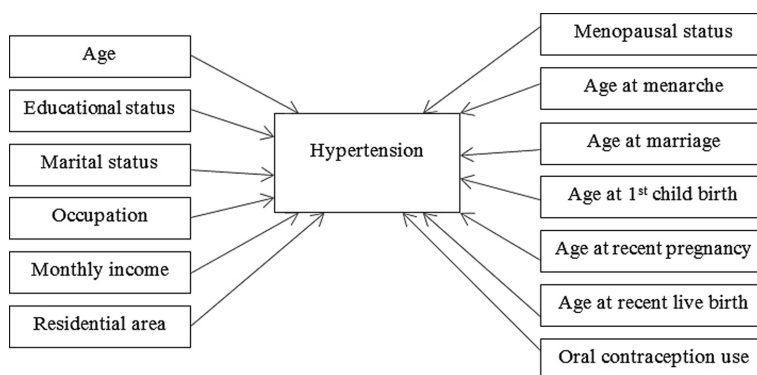 Age
Educational status
Marital status
Occupation
Monthly income
Residential area
Hypertension
Menopausal status
Age at menarche
Age at marriage
Age at 1st child birth
Age at recent pregnancy
Age at recent live birth
Oral contraception use